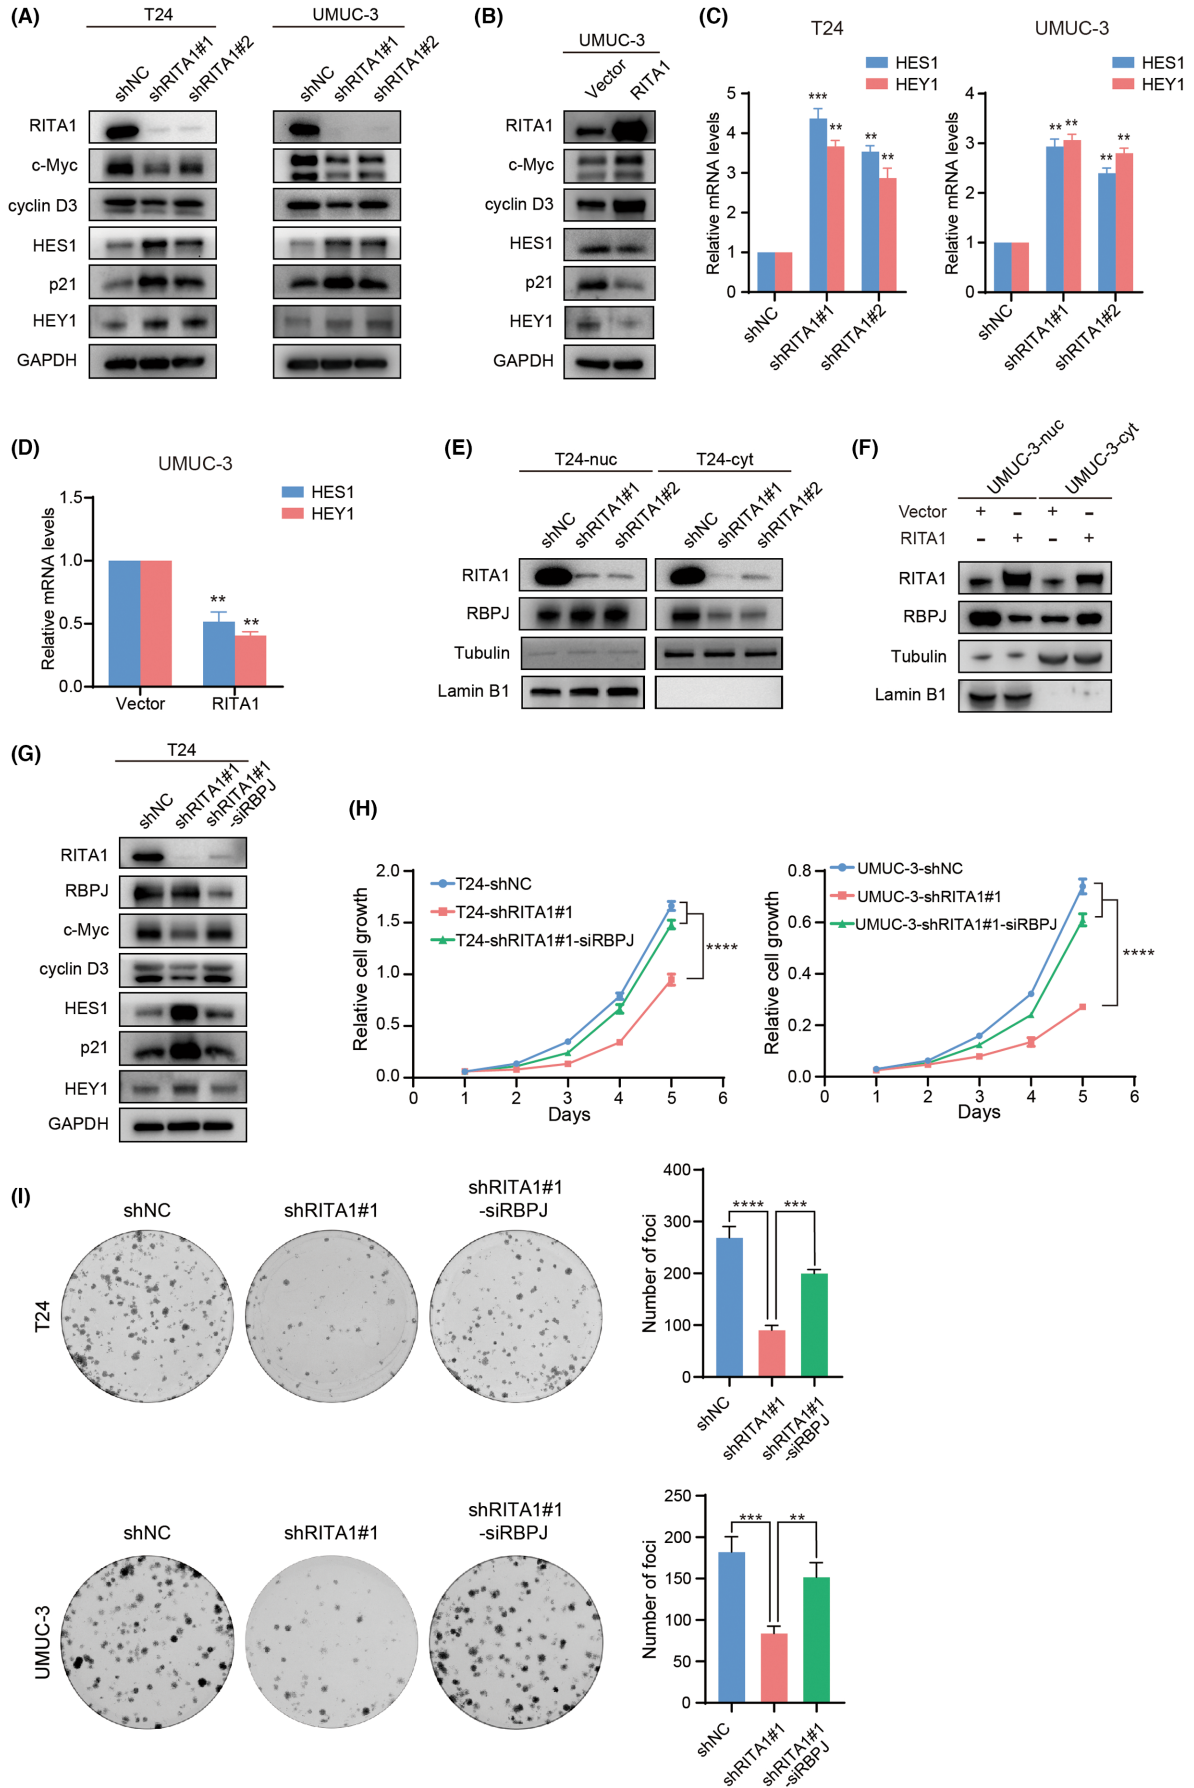 (A)
T24
UMUC-3
shNC
shRITA1#1
shRITA1#2
shNC
shRITA1#1
shRITA1#2
RITA1
c-Myc
cyclin D3
HES1
p21
HEY1
GAPDH
(B)
UMUC-3
Vector
RITA1
RITA1
c-Myc
cyclin D3
HES1
p21
HEY1
GAPDH
(C)
T24
HES1
HEY1
Relative mRNA levels
5
4
3
2
1
0
***
**
**
**
shNC
shRITA1#1
shRITA1#2
UMUC-3
HES1
HEY1
Relative mRNA levels
4
3
2
1
0
**
**
**
**
shNC
shRITA1#1
shRITA1#2
(D)
UMUC-3
HES1
HEY1
Relative mRNA levels
1.5
1.0
0.5
0.0
**
**
Vector
RITA1
(E)
T24-nuc
T24-cyt
shNC
shRITA1#1
shRITA1#2
shNC
shRITA1#1
shRITA1#2
RITA1
RBPJ
Tubulin
Lamin B1
(F)
UMUC-3-nuc
UMUC-3-cyt
Vector + - + -
RITA1 - + - +
RITA1
RBPJ
Tubulin
Lamin B1
(G)
T24
shNC
shRITA1#1
shRITA1#1
-siRBPJ
RITA1
RBPJ
c-Myc
cyclin D3
HES1
p21
HEY1
GAPDH
(H)
Relative cell growth
2.0
1.5
1.0
0.5
0.0
T24-shNC
T24-shRITA1#1
T24-shRITA1#1-siRBPJ
****
0 1 2 3 4 5 6
Days
Relative cell growth
0.8
0.6
0.4
0.2
0.0
UMUC-3-shNC
UMUC-3-shRITA1#1
UMUC-3-shRITA1#1-siRBPJ
****
0 1 2 3 4 5 6
Days
(I)
shNC
shRITA1#1
shRITA1#1
-siRBPJ
T24
Number of foci
400
300
200
100
0
****
***
shNC
shRITA1#1
shRITA1#1
-siRBPJ
shNC
shRITA1#1
shRITA1#1
-siRBPJ
UMUC-3
Number of foci
250
200
150
100
50
0
***
**
shNC
shRITA1#1
shRITA1#1
-siRBPJ